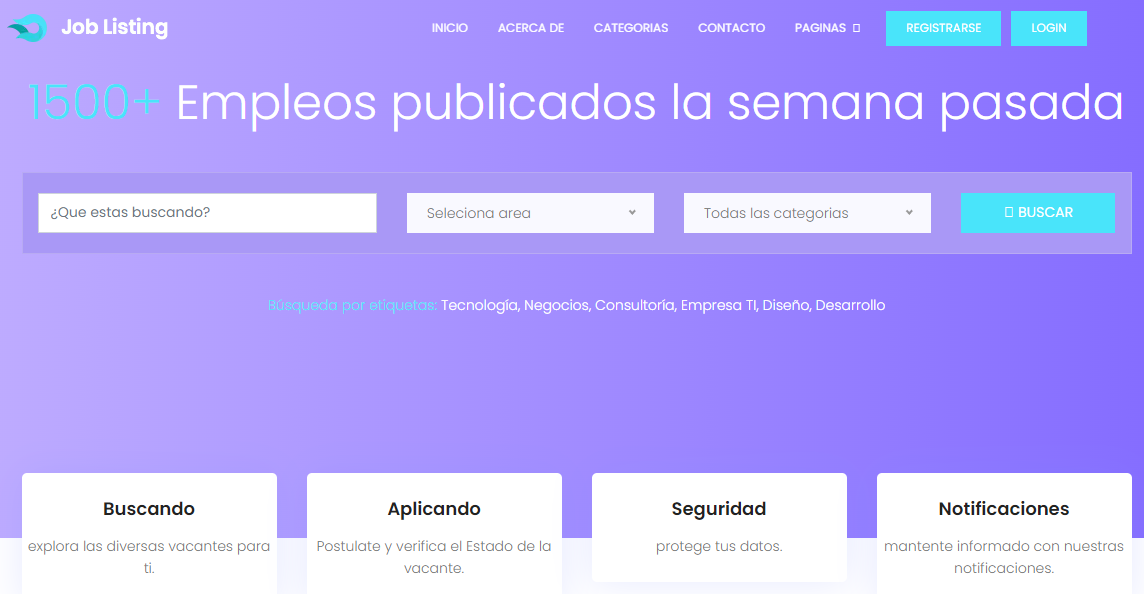 Job Listing
INICIO ACERCA DE CATEGORIAS CONTACTO PAGINAS REGISTRARSE LOGIN
1500+ Empleos publicados la semana pasada
¿Que estas buscando? Seleciona area Todas las categorias BUSCAR
Búsqueda por etiquetas: Tecnología, Negocios, Consultoría, Empresa TI, Diseño, Desarrollo
Buscando
explora las diversas vacantes para
ti.
Aplicando
Postulate y verifica el Estado de la
vacante.
Seguridad
protege tus datos.
Notificaciones
mantente informado con nuestras
notificaciones.